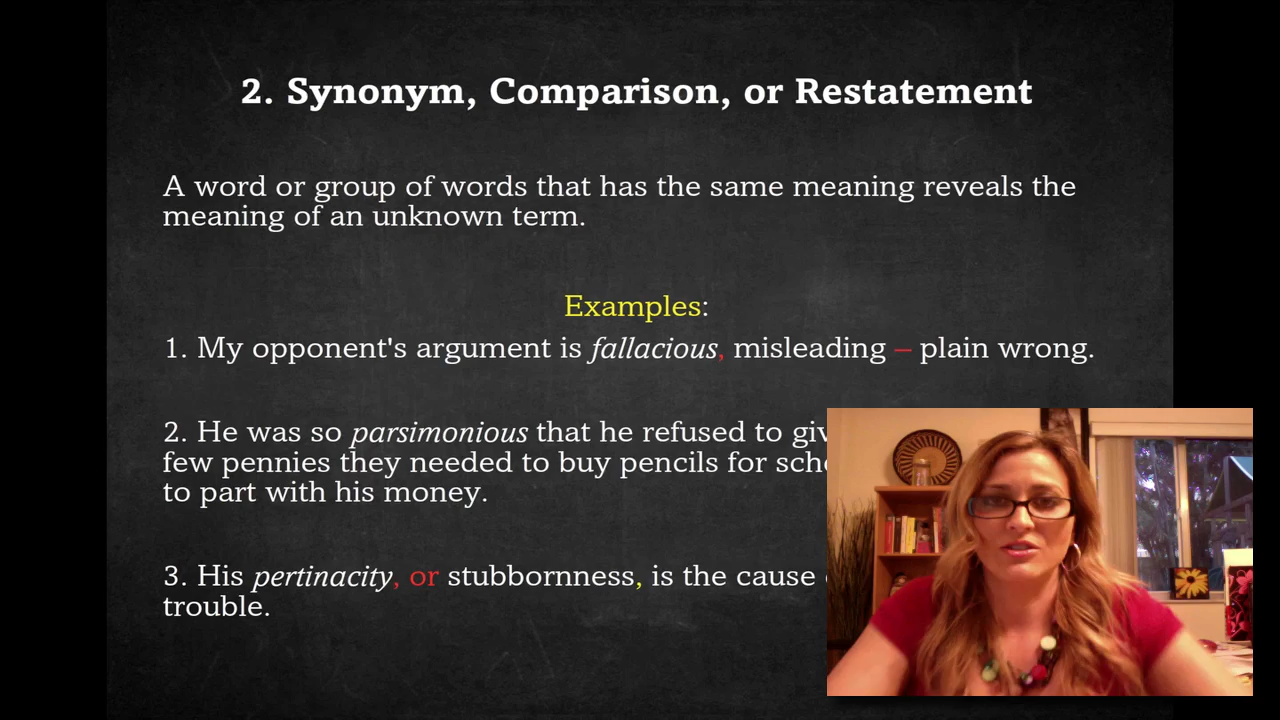 2. Synonym, Comparison, or Restatement
A word or group of words that has the same meaning reveals the
meaning of an unknown term.
Examples:
1. My opponent's argument is fallacious, misleading – plain wrong.
2. He was so parsimonious that he refused to
few pennies they needed to buy pencils for
to part with his money.
3. His pertinacity, or stubbornness, is the cause
trouble.